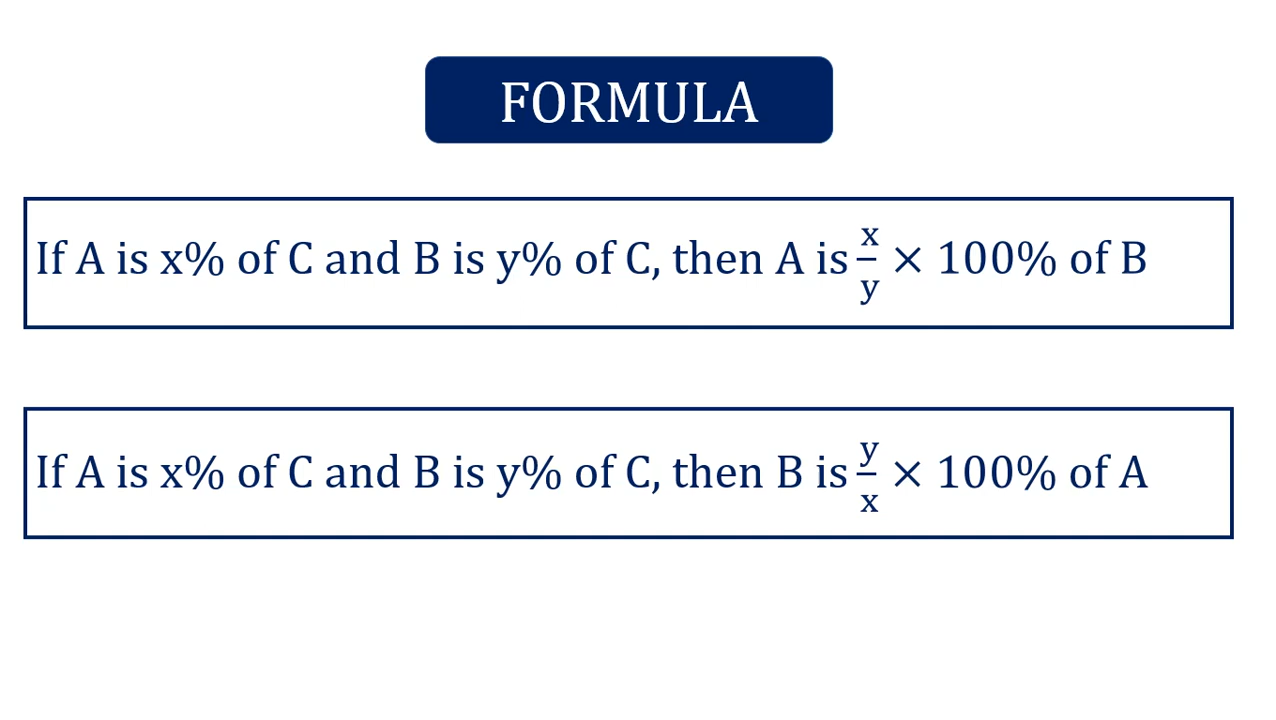 FORMULA
If A is x% of C and B is y% of C, then A is x/y × 100% of B
If A is x% of C and B is y% of C, then B is y/x × 100% of A